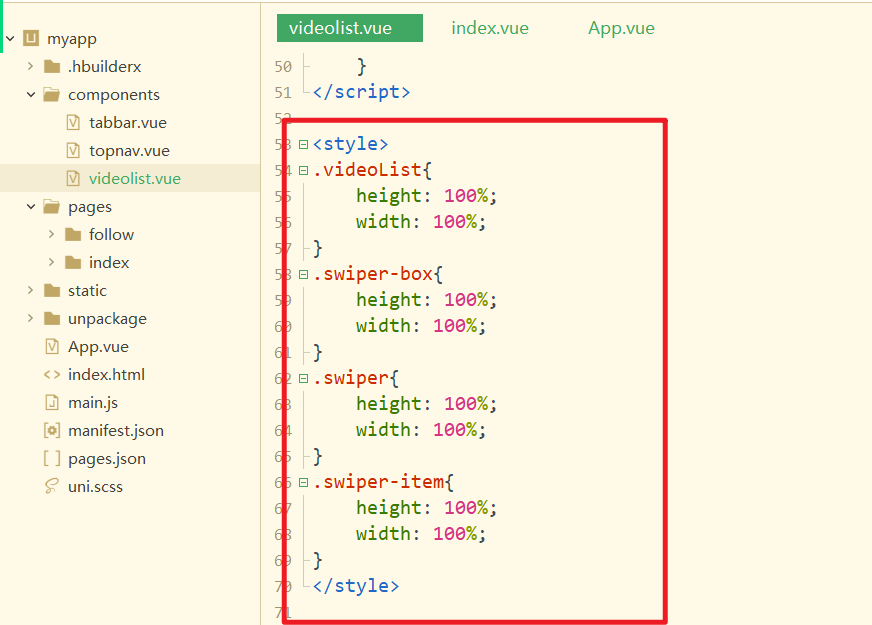 myapp
.hbuilderx
components
tabbar.vue
topnav.vue
videolist.vue
pages
follow
index
static
unpackage
App.vue
index.html
main.js
manifest.json
pages.json
uni.scss
videolist.vue index.vue App.vue
50 }
51 </script>
52
53 <style>
54 .videoList{
55 height: 100%;
56 width: 100%;
57 }
58 .swiper-box{
59 height: 100%;
60 width: 100%;
61 }
62 .swiper{
63 height: 100%;
64 width: 100%;
65 }
66 .swiper-item{
67 height: 100%;
68 width: 100%;
69 }
70 </style>
71